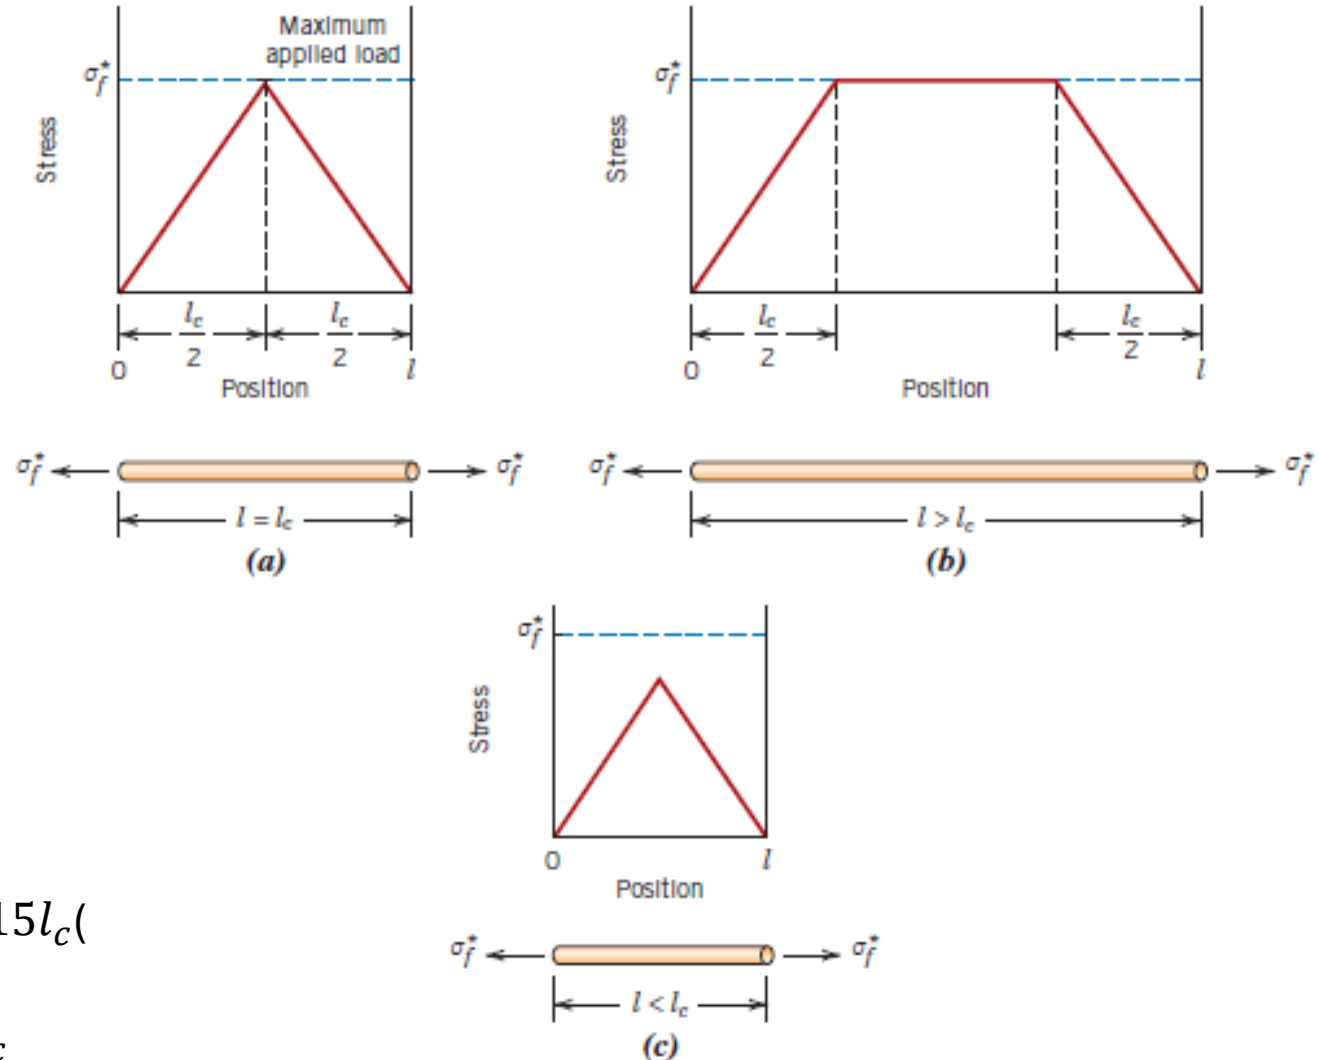 Maximum
applied load
σ*f
Stress
lc/2 lc/2
0 l
Position
σ*f σ*f
l = lc
(a)
σ*f
Stress
lc/2 lc/2
0 l
Position
σ*f σ*f
l > lc
(b)
σ*f
Stress
0 l
Position
15lc(
σ*f σ*f
l < lc
c
(c)